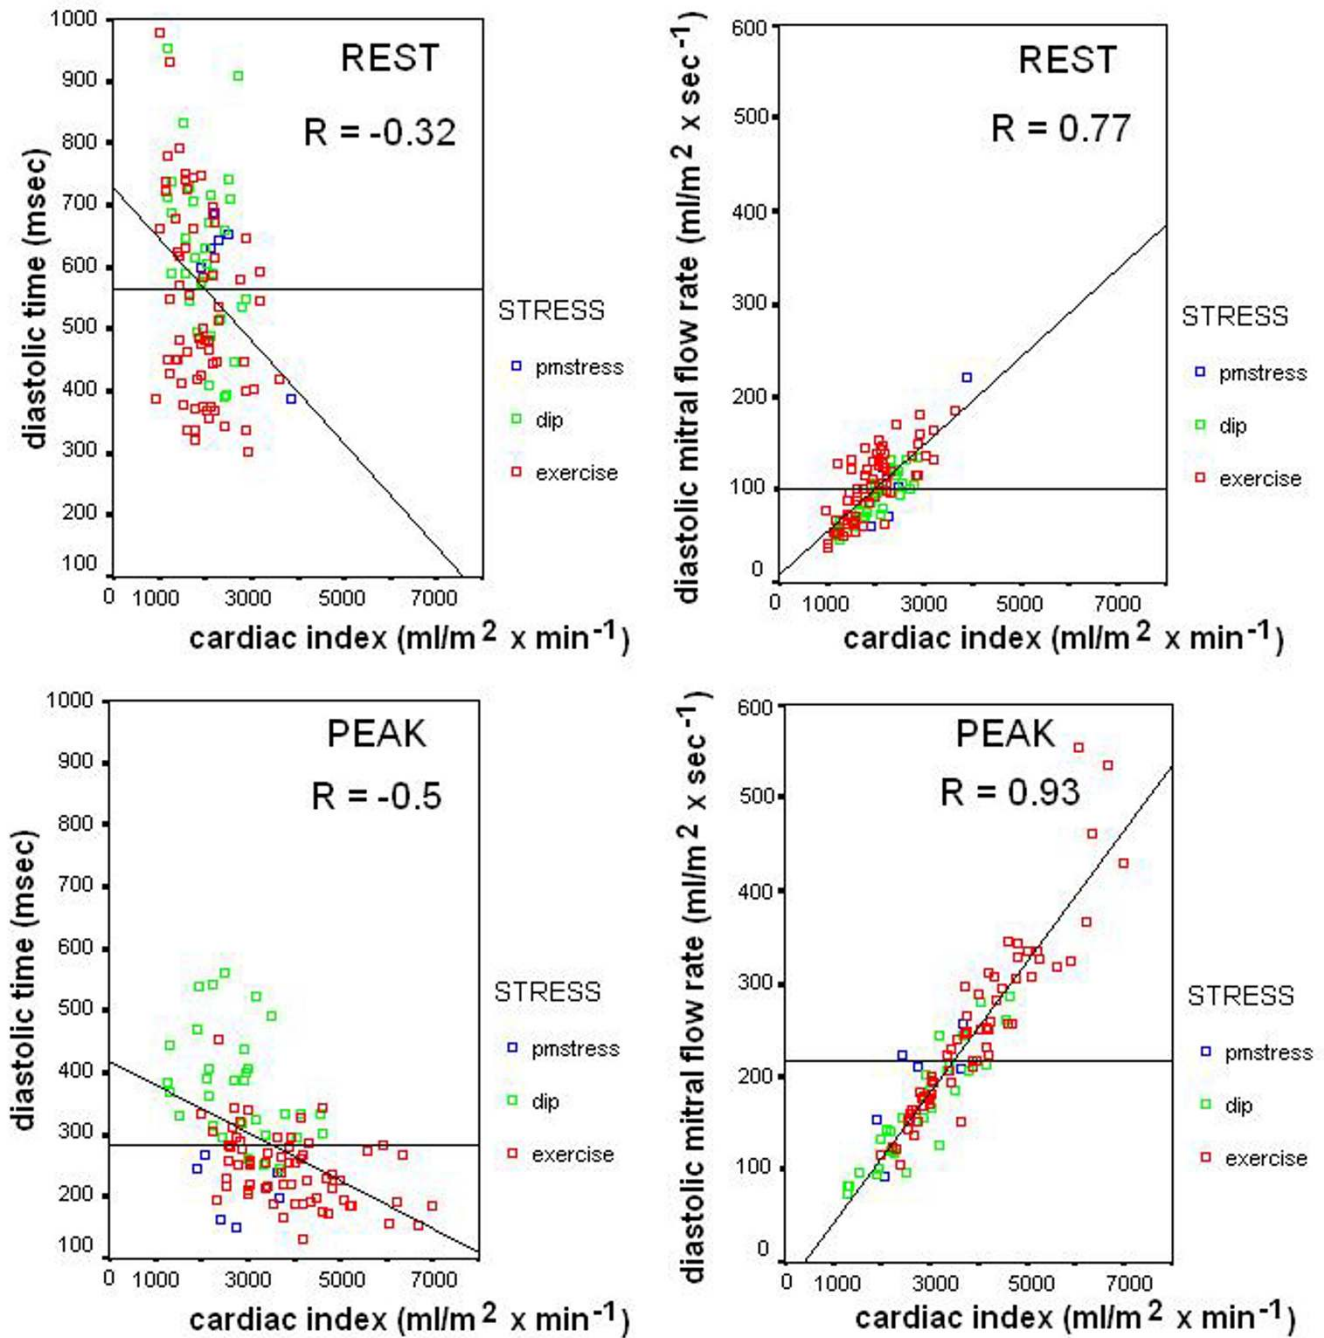 REST
R = -0.32
diastolic time (msec)
1000
900
800
700
600
500
400
300
200
100
0 1000 3000 5000 7000
cardiac index (ml/m² x min⁻¹)
STRESS
pmstress
dip
exercise
REST
R = 0.77
diastolic mitral flow rate (ml/m² x sec⁻¹)
600
500
400
300
200
100
0
0 1000 3000 5000 7000
cardiac index (ml/m² x min⁻¹)
STRESS
pmstress
dip
exercise
PEAK
R = -0.5
diastolic time (msec)
1000
900
800
700
600
500
400
300
200
100
0 1000 3000 5000 7000
cardiac index (ml/m² x min⁻¹)
STRESS
pmstress
dip
exercise
PEAK
R = 0.93
diastolic mitral flow rate (ml/m² x sec⁻¹)
600
500
400
300
200
100
0
0 1000 3000 5000 7000
cardiac index (ml/m² x min⁻¹)
STRESS
pmstress
dip
exercise